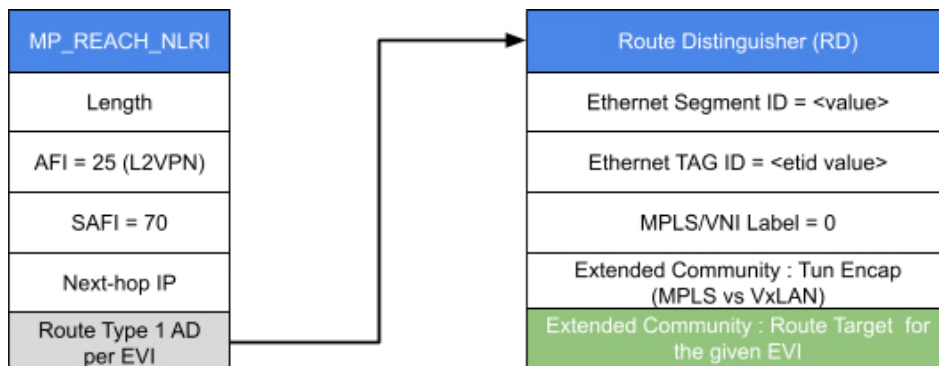 MP_REACH_NLRI
Length
AFI = 25 (L2VPN)
SAFI = 70
Next-hop IP
Route Type 1 AD
per EVI
Route Distinguisher (RD)
Ethernet Segment ID = <value>
Ethernet TAG ID = <etid value>
MPLS/VNI Label = 0
Extended Community : Tun Encap
(MPLS vs VxLAN)
Extended Community : Route Target for
the given EVI